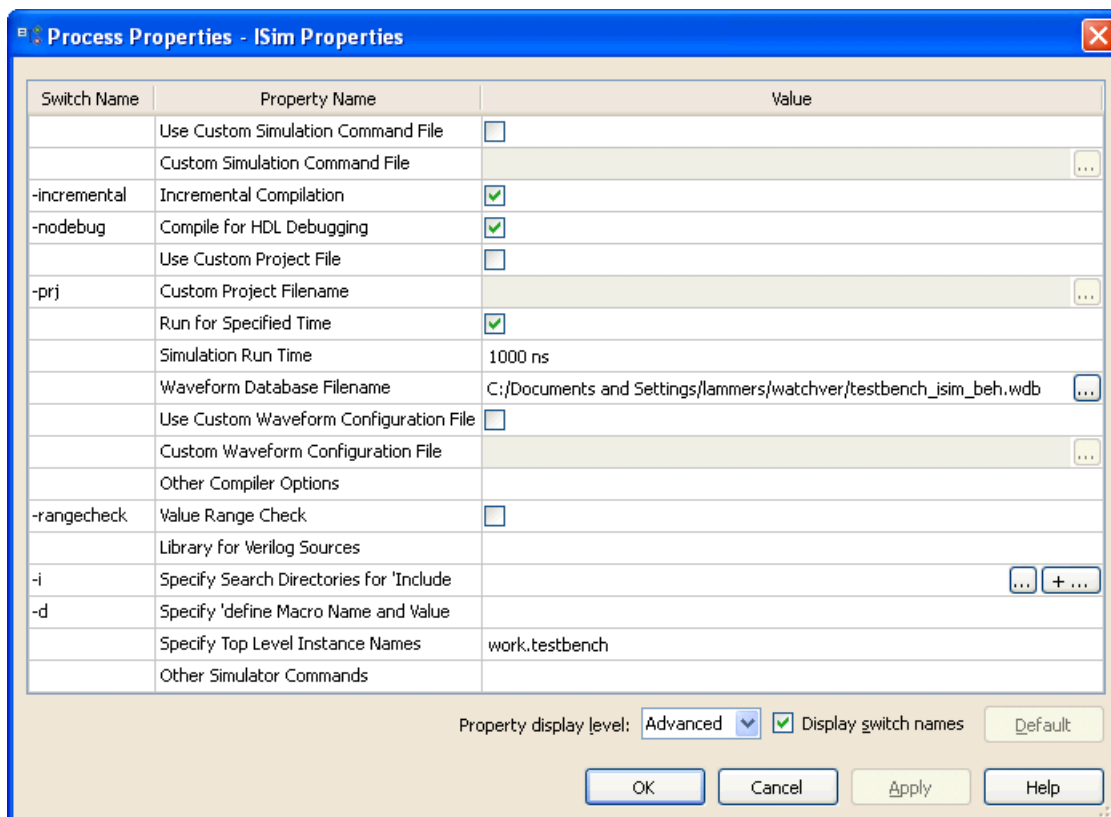 Process Properties - ISim Properties
Switch Name Property Name Value
Use Custom Simulation Command File
Custom Simulation Command File ...
-incremental Incremental Compilation
-nodebug Compile for HDL Debugging
Use Custom Project File
-prj Custom Project Filename ...
Run for Specified Time
Simulation Run Time 1000 ns
Waveform Database Filename C:/Documents and Settings/lammers/watchver/testbench_isim_beh.wdb ...
Use Custom Waveform Configuration File
Custom Waveform Configuration File ...
Other Compiler Options
-rangecheck Value Range Check
Library for Verilog Sources
-i Specify Search Directories for 'Include ... + ...
-d Specify 'define Macro Name and Value
Specify Top Level Instance Names work.testbench
Other Simulator Commands
Property display level: Advanced Display switch names Default
OK Cancel Apply Help